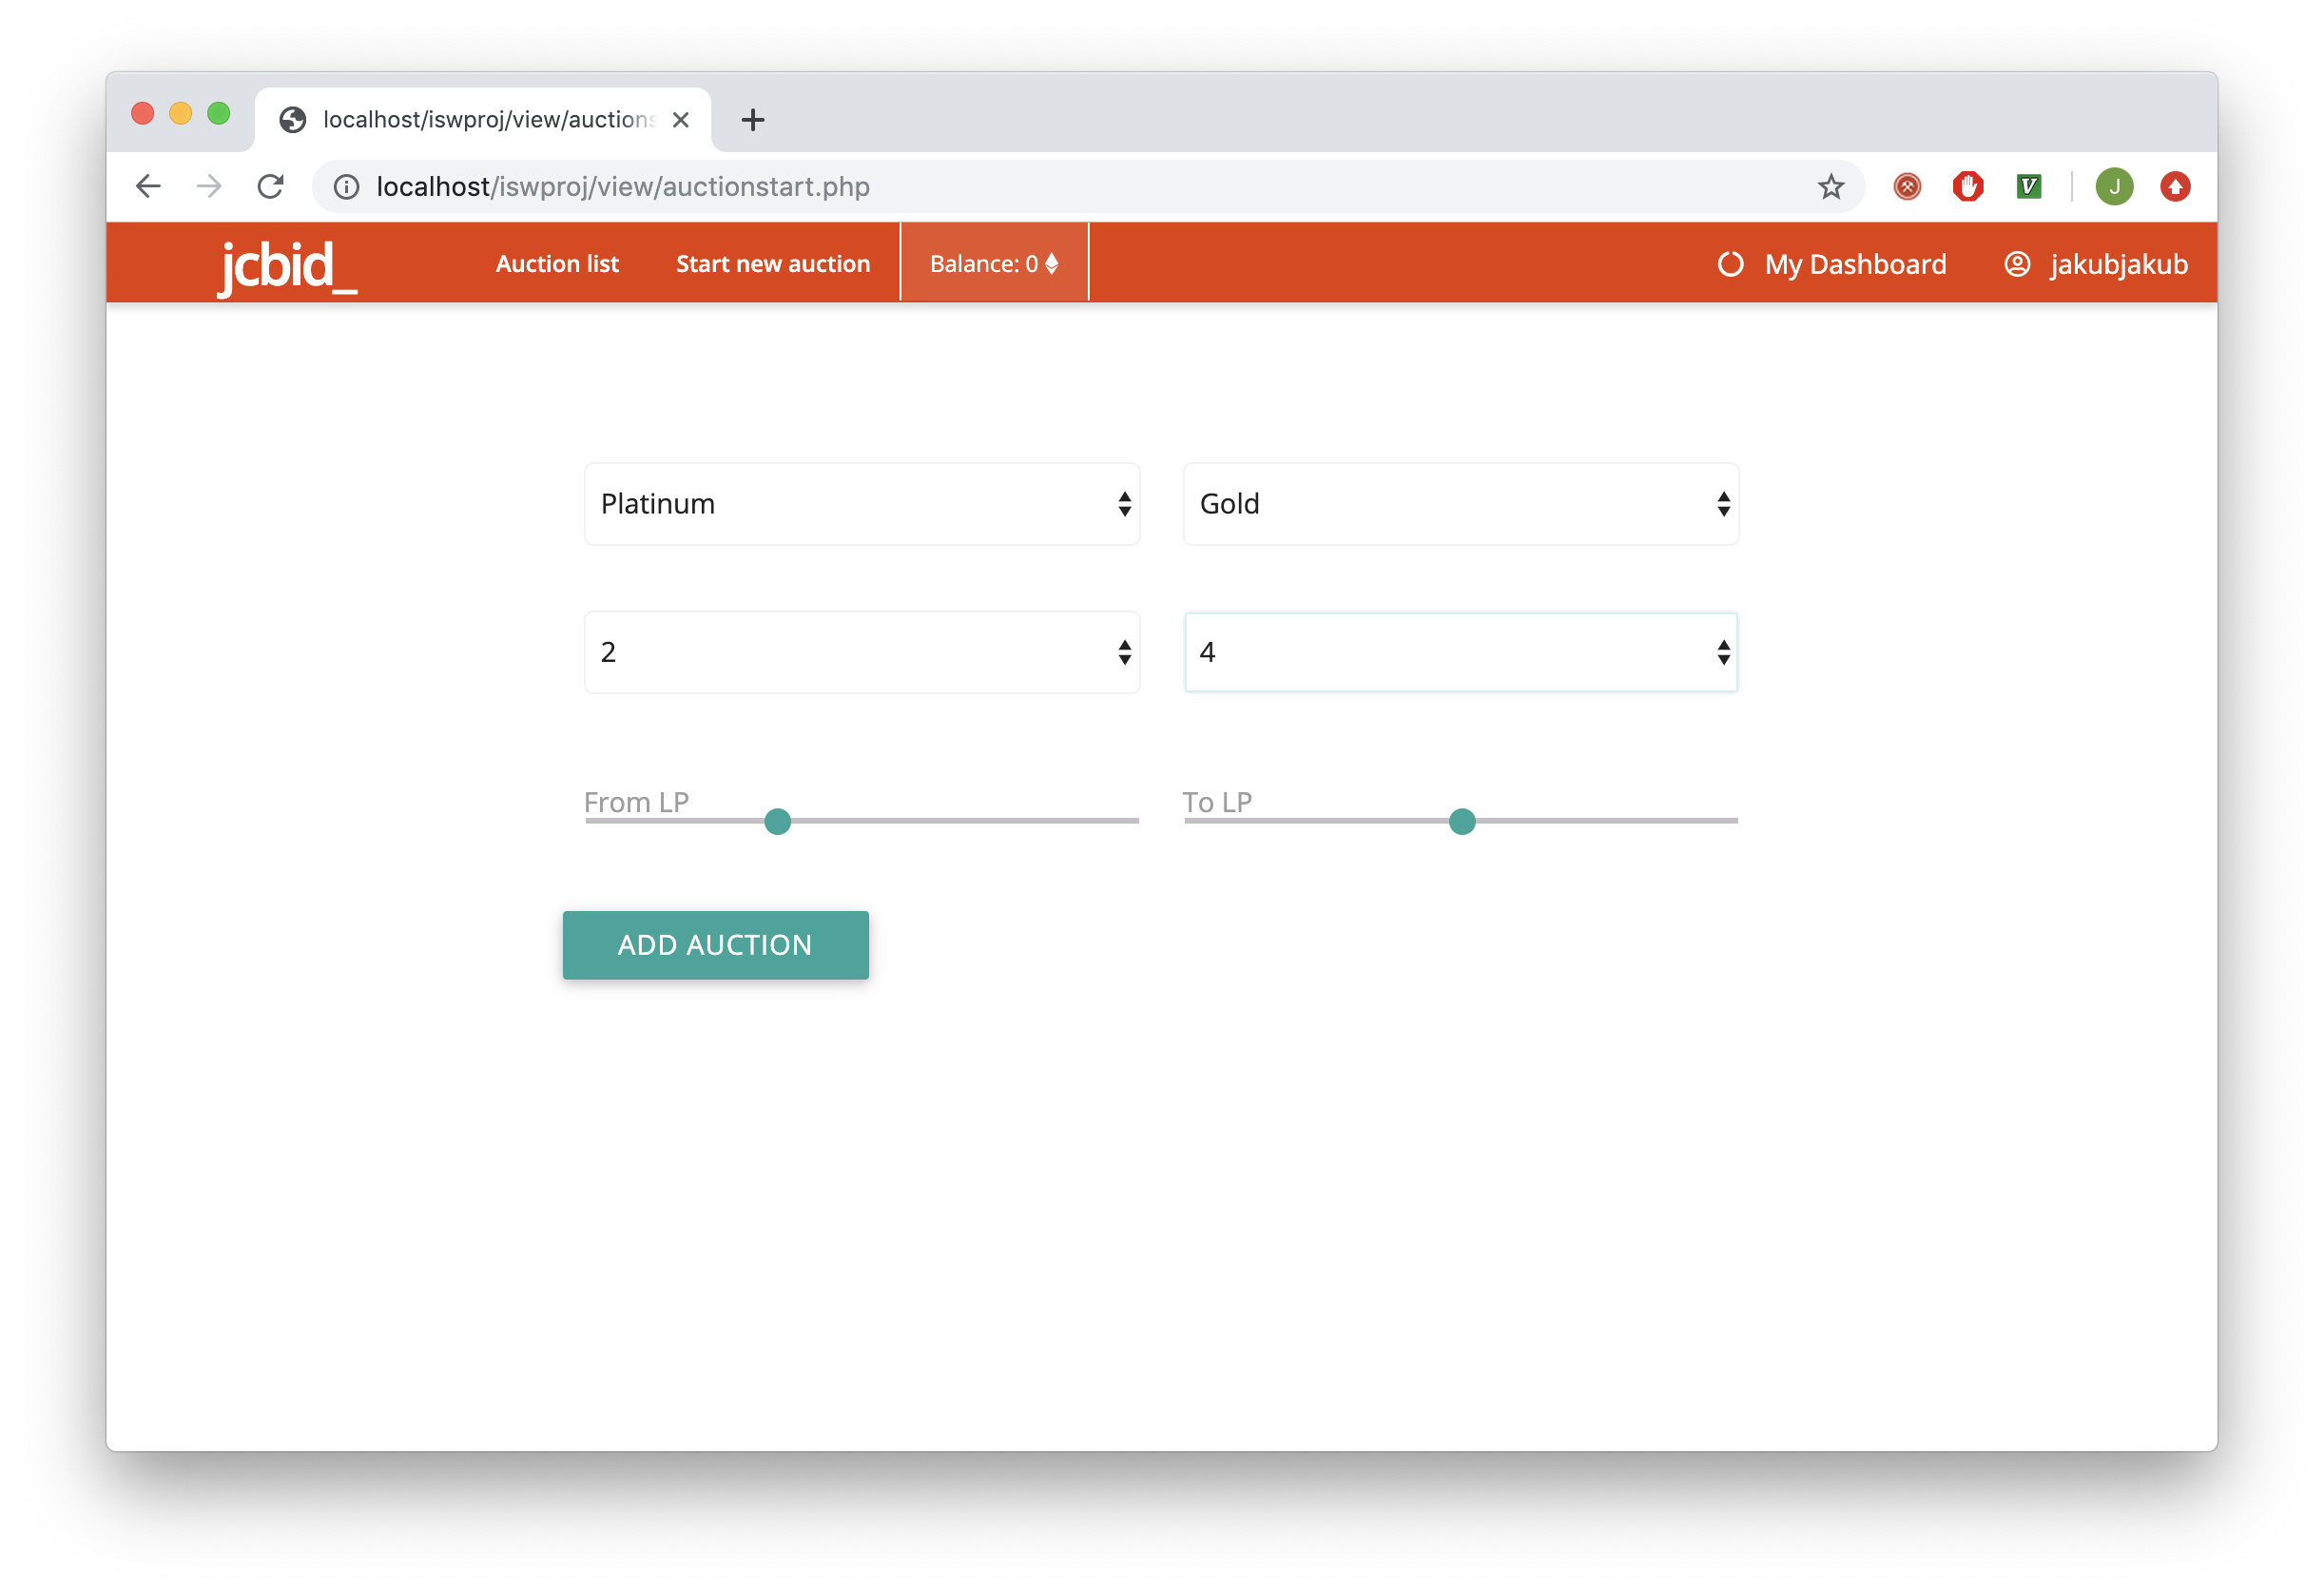 localhost/iswproj/view/auctions
localhost/iswproj/view/auctionstart.php
J
jcbid_ Auction list Start new auction Balance: 0 My Dashboard jakubjakub
Platinum Gold
2 4
From LP To LP
ADD AUCTION